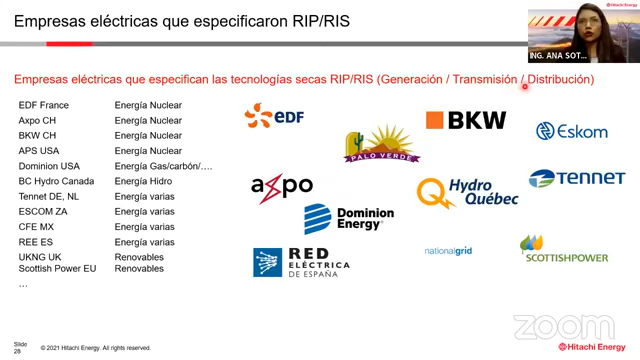 Empresas eléctricas que especificaron RIP/RIS
Hitachi Energy
ING. ANA SOT...
Empresas eléctricas que especifican las tecnologías secas RIP/RIS (Generación / Transmisión / Distribución)
EDF France Energía Nuclear
Axpo CH Energía Nuclear
BKW CH Energía Nuclear
APS USA Energía Nuclear
Dominion USA Energía Gas/carbón/….
BC Hydro Canada Energía Hidro
Tennet DE, NL Energía varias
ESCOM ZA Energía varias
CFE MX Energía varias
REE ES Energía varias
UKNG UK Renovables
Scottish Power EU Renovables
…
eDF
BKW
Eskom
PALO VERDE
axpo
Hydro
Québec
TenneT
Dominion
Energy®
RED
ELÉCTRICA
DE ESPAÑA
nationalgrid
SCOTTISHPOWER
zoom
Slide
28
© 2021 Hitachi Energy. All rights reserved.
Hitachi Energy